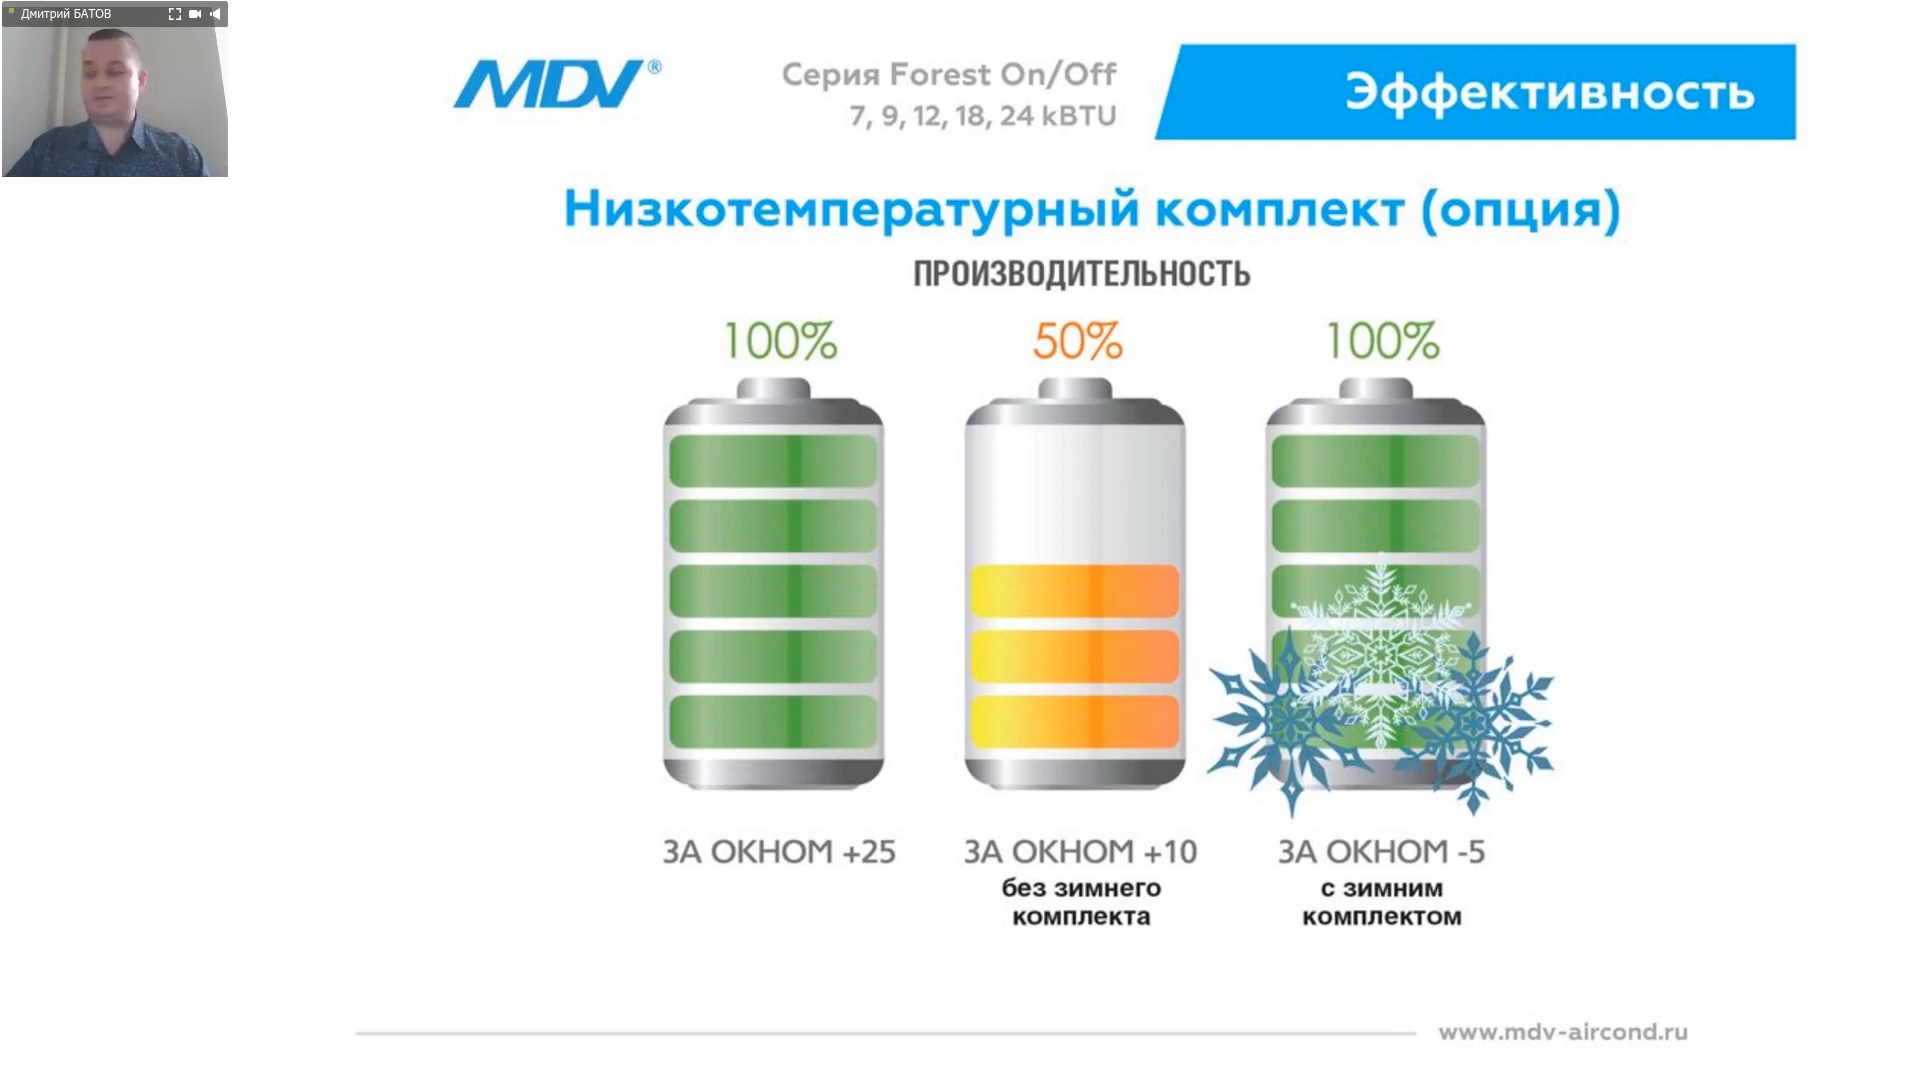 Дмитрий БАТОВ
MDV®
Серия Forest On/Off
7, 9, 12, 18, 24 kBTU
Эффективность
Низкотемпературный комплект (опция)
ПРОИЗВОДИТЕЛЬНОСТЬ
100%
50%
100%
ЗА ОКНОМ +25
ЗА ОКНОМ +10
без зимнего
комплекта
ЗА ОКНОМ -5
с зимним
комплектом
www.mdv-aircond.ru